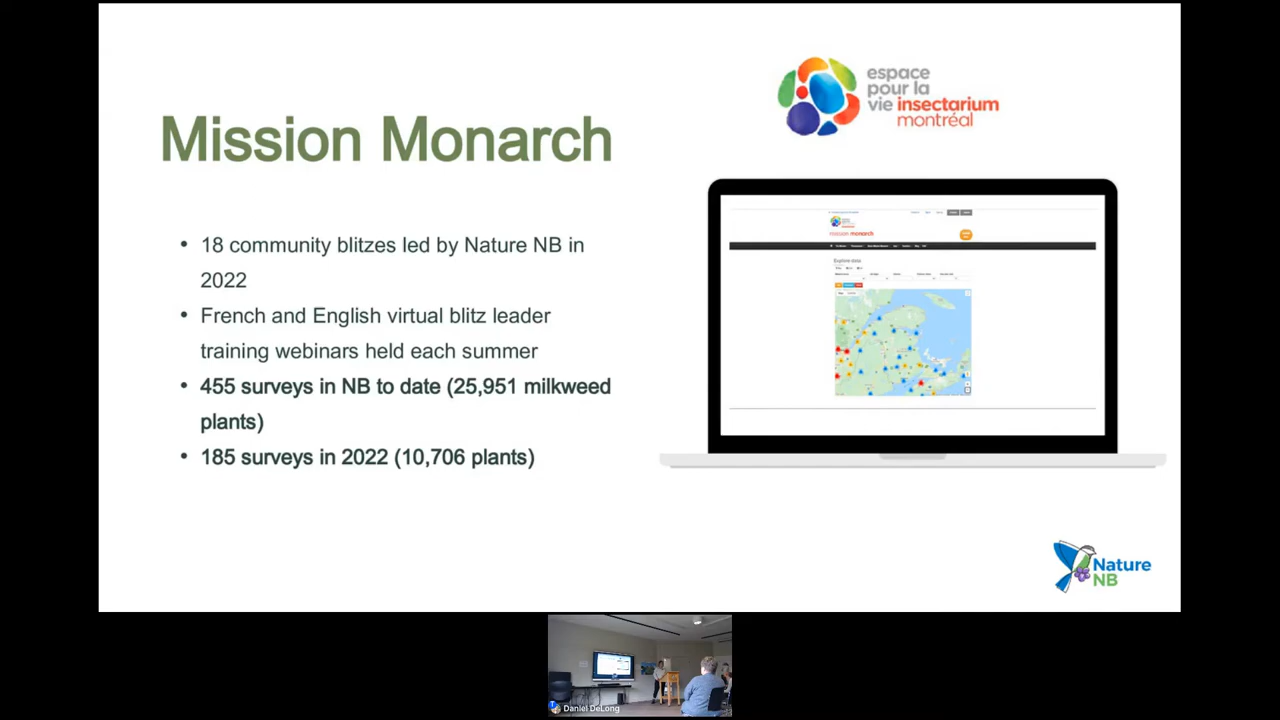 espace
pour la
vie insectarium
montréal
Mission Monarch
mission monarch
Explore data
• 18 community blitzes led by Nature NB in
2022
• French and English virtual blitz leader
training webinars held each summer
• 455 surveys in NB to date (25,951 milkweed
plants)
• 185 surveys in 2022 (10,706 plants)
Nature
NB
Daniel DeLong